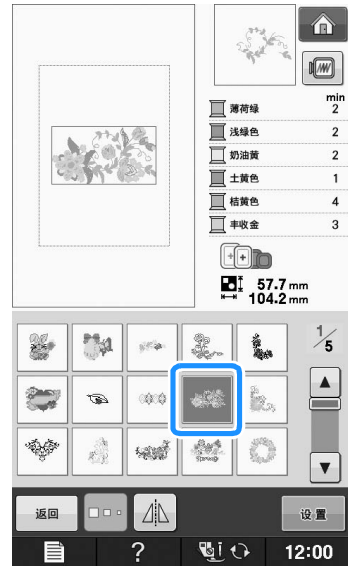 min
薄荷绿 2
浅绿色 2
奶油黄 2
土黄色 1
桔黄色 4
丰收金 3
57.7 mm
104.2 mm
1/5
返回
设置
? 12:00